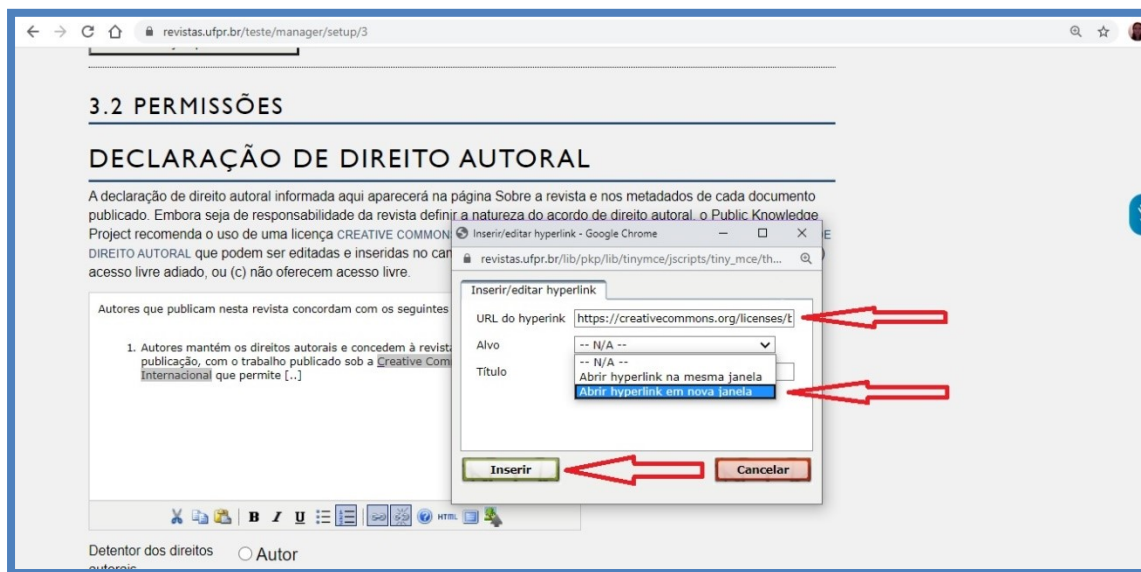 revistas.ufpr.br/teste/manager/setup/3
3.2 PERMISSÕES
DECLARAÇÃO DE DIREITO AUTORAL
A declaração de direito autoral informada aqui aparecerá na página Sobre a revista e nos metadados de cada documento
publicado. Embora seja de responsabilidade da revista definir a natureza do acordo de direito autoral, o Public Knowledge
Project recomenda o uso de uma licença CREATIVE COMMONS
DIREITO AUTORAL que podem ser editadas e inseridas no
acesso livre adiado, ou (c) não oferecem acesso livre.
Autores que publicam nesta revista concordam com os seguintes
1. Autores mantém os direitos autorais e concedem à
publicação, com o trabalho publicado sob a Creative
Internacional que permite [..]
Inserir/editar hyperlink - Google Chrome
revistas.ufpr.br/lib/pkp/lib/tinymce/jscripts/tiny_mce/th...
Inserir/editar hyperlink
URL do hyperink https://creativecommons.org/licenses/
Alvo -- N/A --
-- N/A --
Abrir hyperlink na mesma janela
Abrir hyperlink em nova janela
Título
Inserir Cancelar
B I U HTML
Detentor dos direitos
Autor